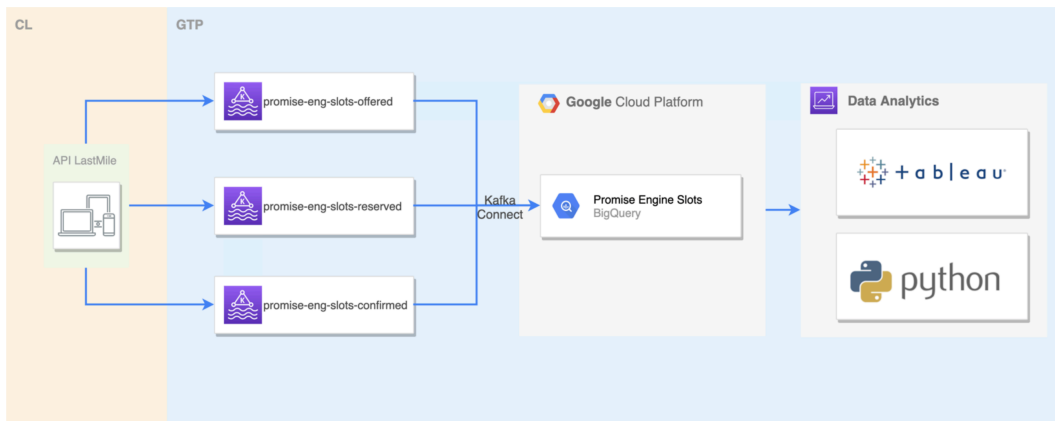 CL
GTP
promise-eng-slots-offered
Google Cloud Platform
Data Analytics
API LastMile
+ a b | e a u
promise-eng-slots-reserved
Kafka
Connect
Promise Engine Slots
BigQuery
python
promise-eng-slots-confirmed